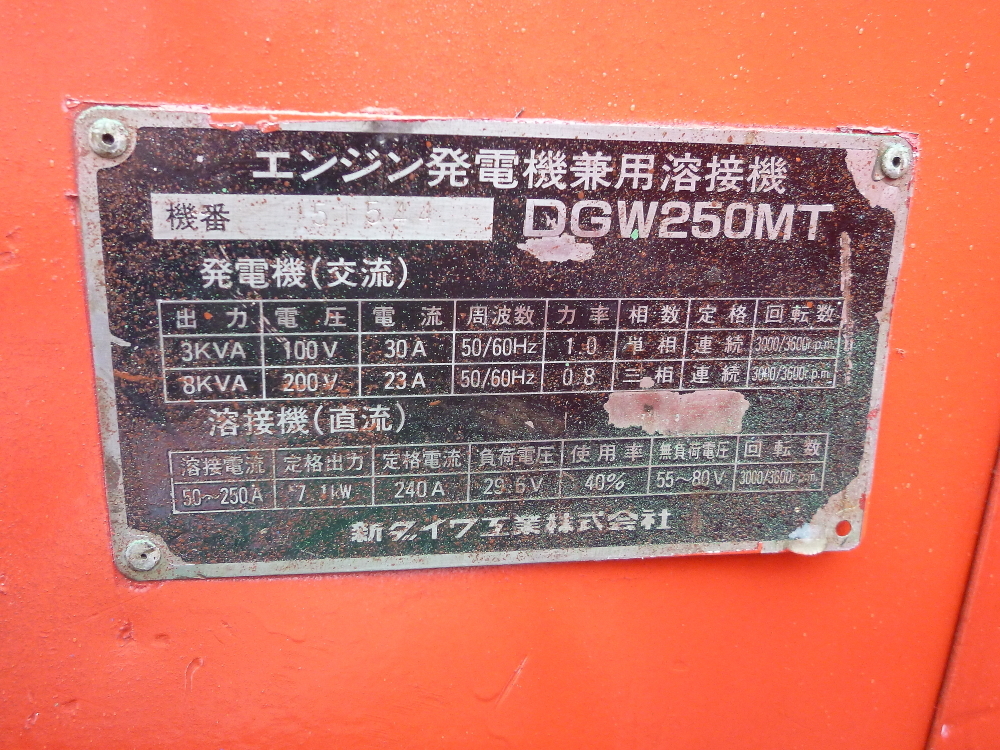 エンジン発電機兼用溶接機
機番 DGW250MT
発電機(交流)
出力 電圧 電流 周波数 力率 相数 定格 回転数
3KVA 100V 30A 50/60Hz 1.0 単相 連続 3000/3600r.p.m
8KVA 200V 23A 50/60Hz 0.8 三相 連続 3000/3600r.p.m
溶接機(直流)
溶接電流 定格出力 定格電流 負荷電圧 使用率 無負荷電圧 回転数
50~250A 7.1kW 240A 29.6V 40% 55~80V 3000/3600r.p.m
新ダイワ工業株式会社